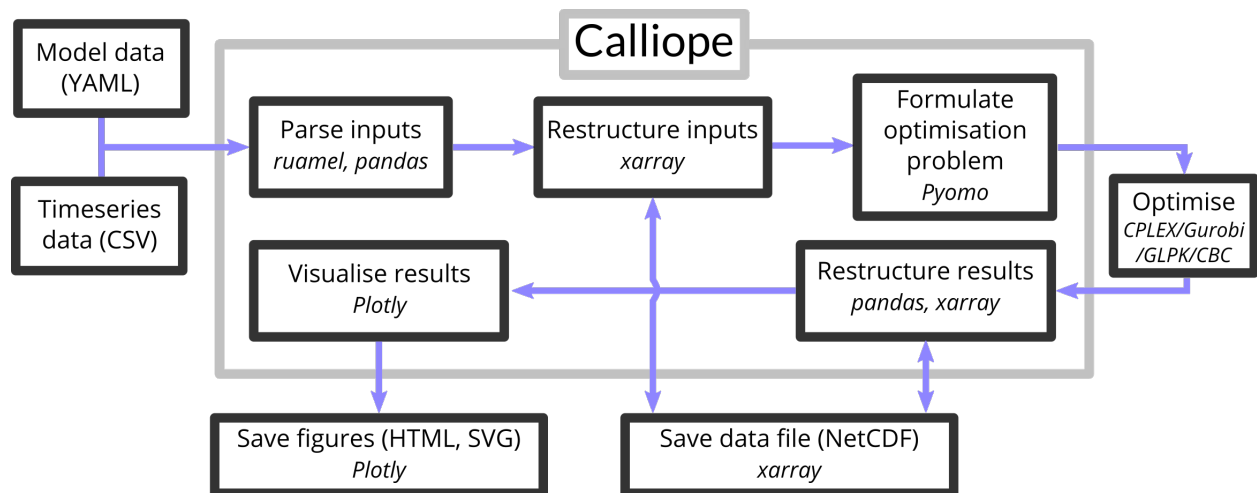 Calliope
Model data
(YAML)
Timeseries
data (CSV)
Parse inputs
ruamel, pandas
Restructure inputs
xarray
Formulate
optimisation
problem
Pyomo
Optimise
CPLEX/Gurobi
/GLPK/CBC
Restructure results
pandas, xarray
Visualise results
Plotly
Save figures (HTML, SVG)
Plotly
Save data file (NetCDF)
xarray